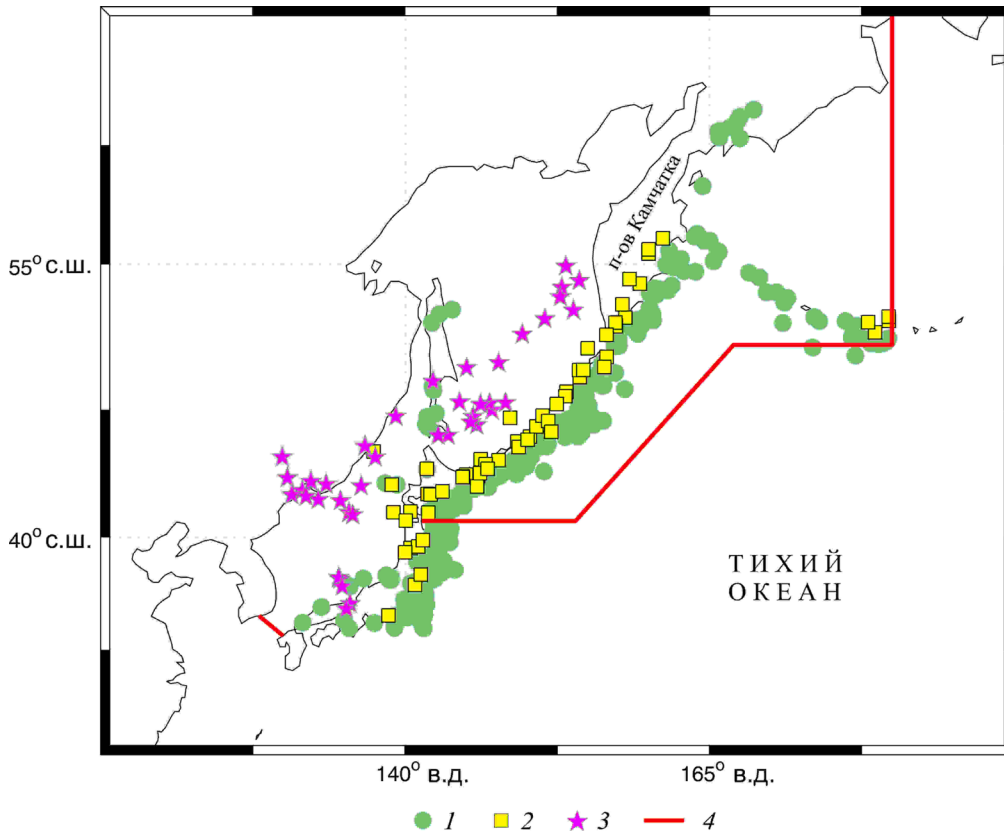 п-ов Камчатка
55° с.ш.
40° с.ш.
ТИХИЙ
ОКЕАН
140° в.д.
165° в.д.
1
2
3
4